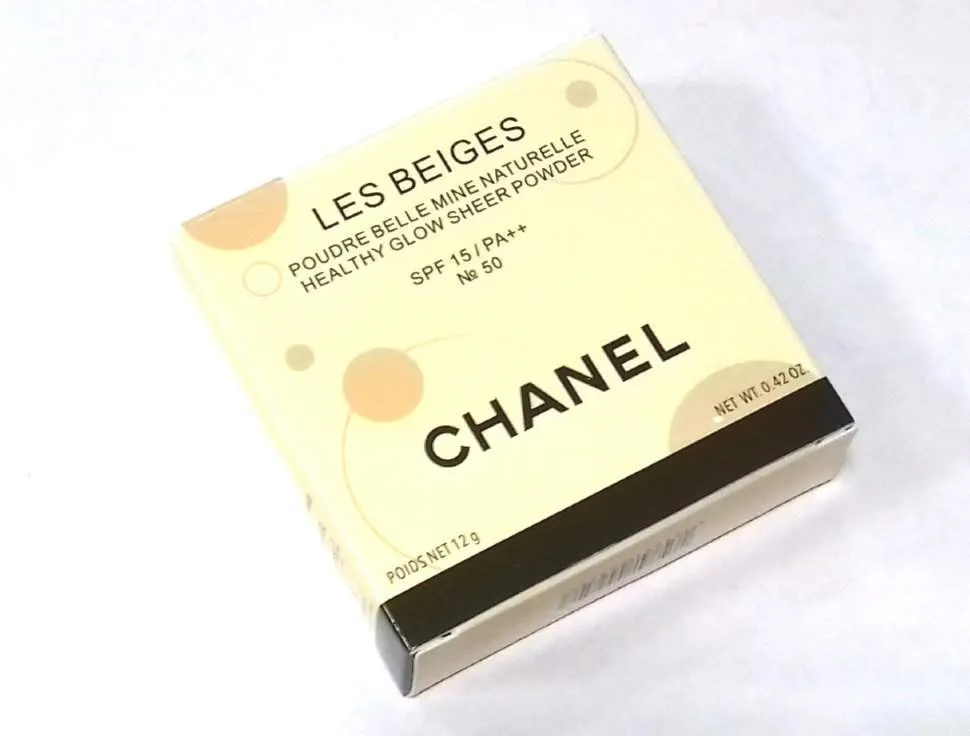 LES BEIGES
POUDRE BELLE MINE NATURELLE
HEALTHY GLOW SHEER POWDER
SPF 15 / PA++
№ 50
CHANEL
NET WT. 0.42 OZ.
POIDS NET 12 g